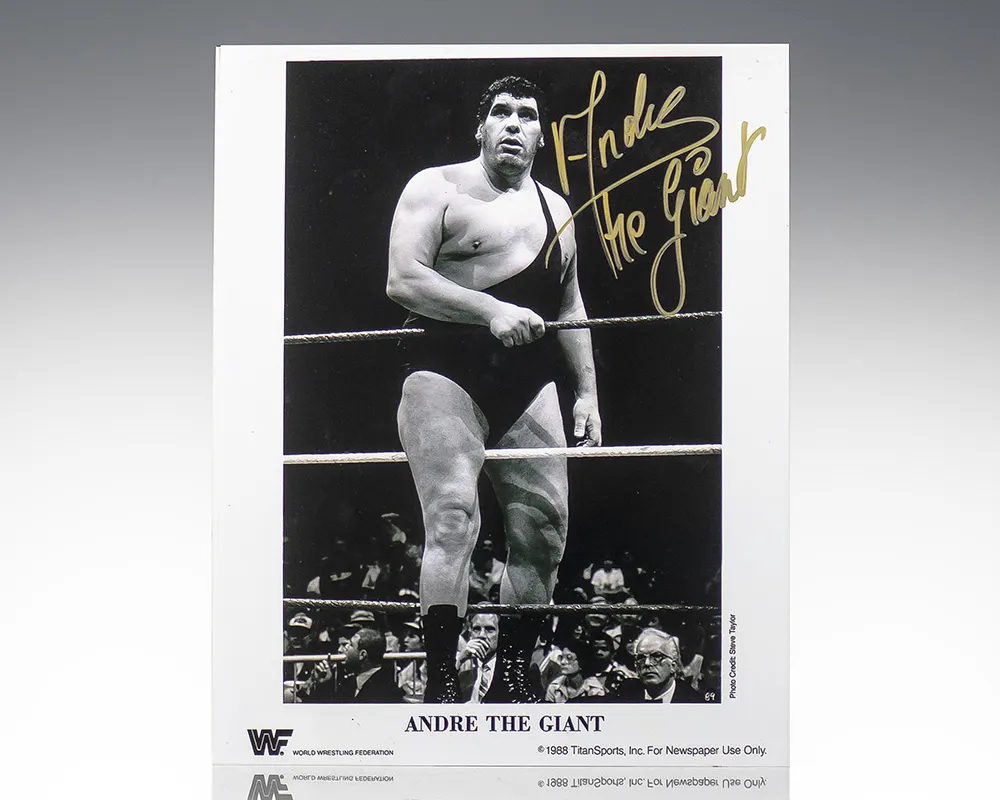 Andre
The Giant
Photo Credit: Steve Taylor
ANDRE THE GIANT
WF
WORLD WRESTLING FEDERATION
© 1988 TitanSports, Inc. For Newspaper Use Only.